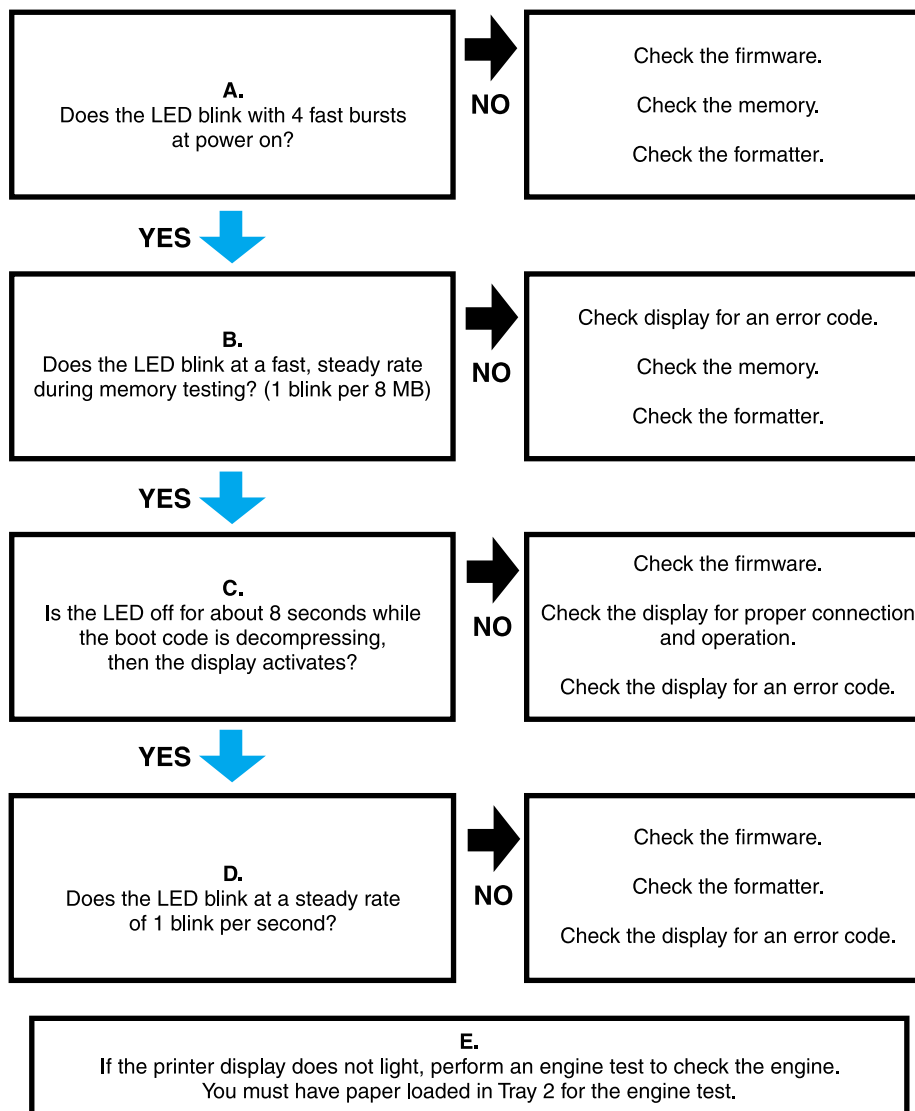 A.
Does the LED blink with 4 fast bursts
at power on?
NO
Check the firmware.
Check the memory.
Check the formatter.
YES
B.
Does the LED blink at a fast, steady rate
during memory testing? (1 blink per 8 MB)
NO
Check display for an error code.
Check the memory.
Check the formatter.
YES
C.
Is the LED off for about 8 seconds while
the boot code is decompressing,
then the display activates?
NO
Check the firmware.
Check the display for proper connection
and operation.
Check the display for an error code.
YES
D.
Does the LED blink at a steady rate
of 1 blink per second?
NO
Check the firmware.
Check the formatter.
Check the display for an error code.
E.
If the printer display does not light, perform an engine test to check the engine.
You must have paper loaded in Tray 2 for the engine test.